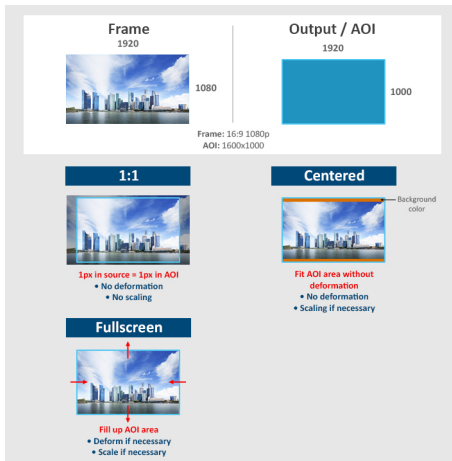 Frame
1920
1080
Output / AOI
1920
1000
Frame: 16:9 1080p
AOI: 1600x1000
1:1
1px in source = 1px in AOI
• No deformation
• No scaling
Centered
Background
color
Fit AOI area without
deformation
• No deformation
• Scaling if necessary
Fullscreen
Fill up AOI area
• Deform if necessary
• Scale if necessary